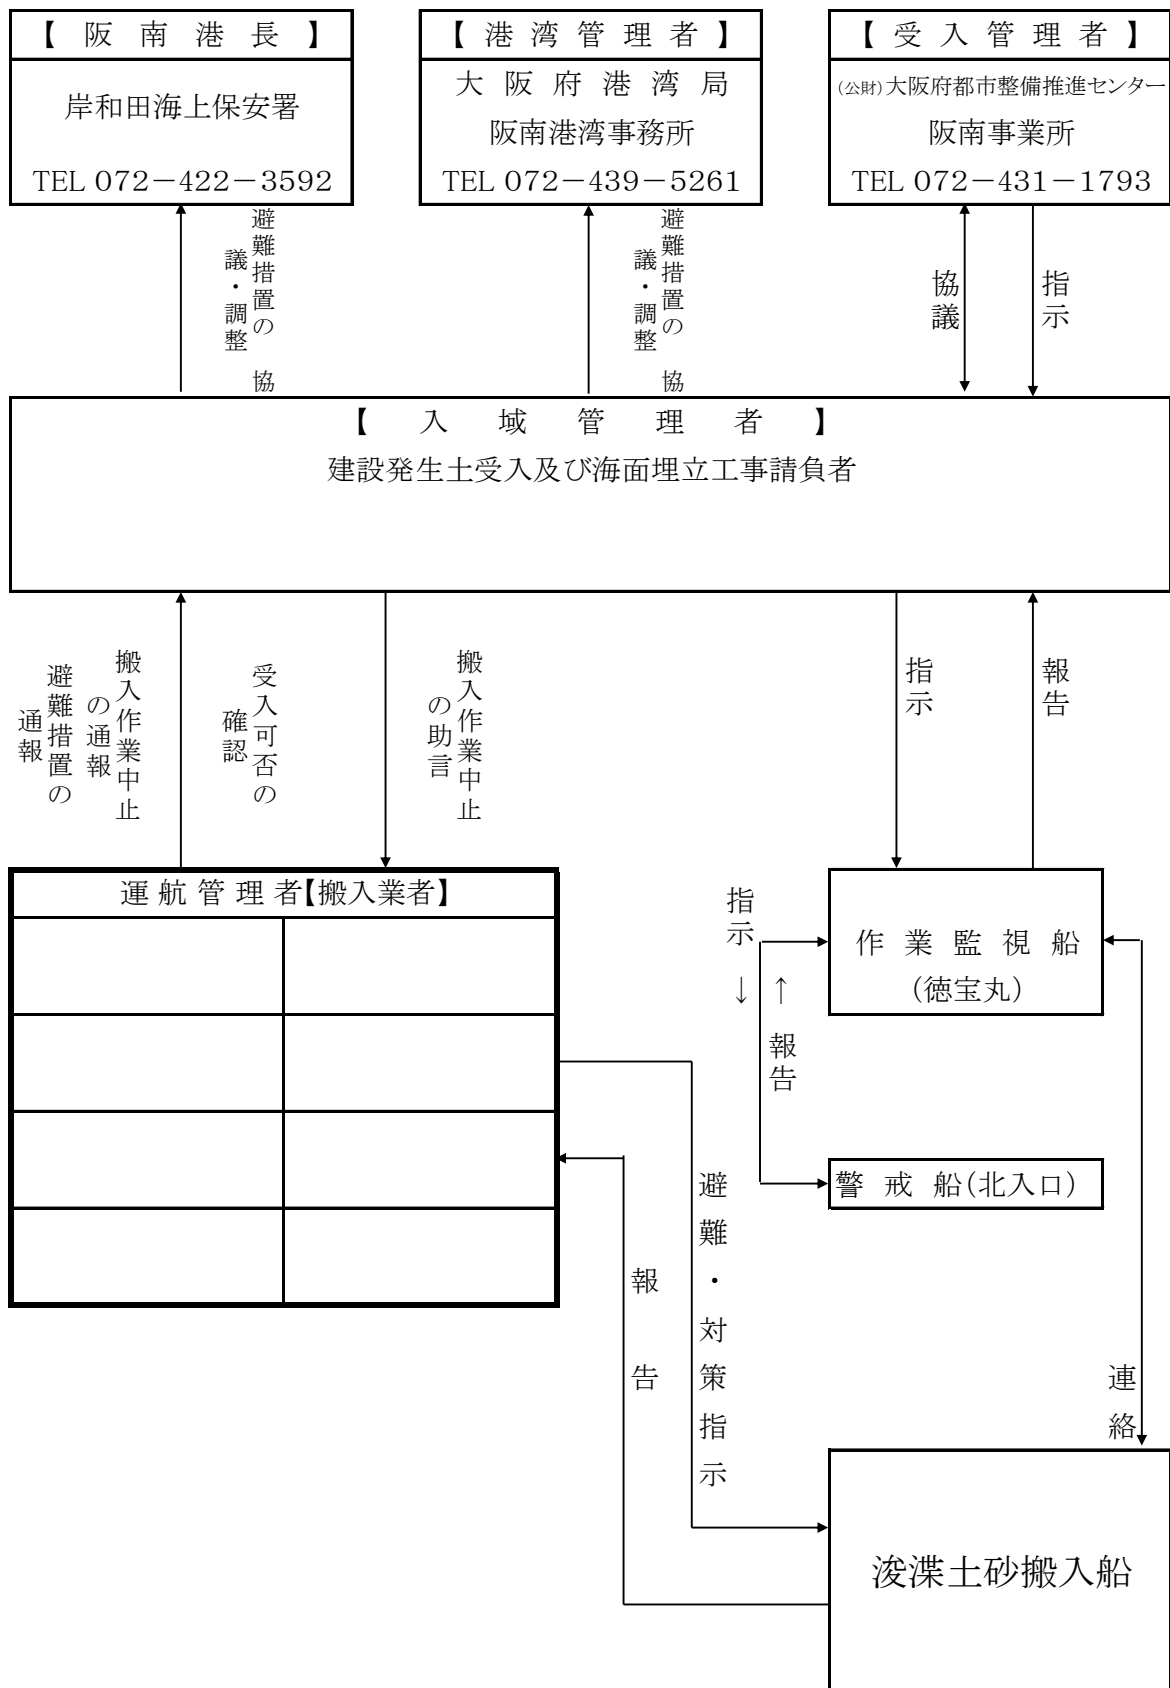 【阪南港長】
岸和田海上保安署
TEL 072－422－3592
【港湾管理者】
大阪府港湾局
阪南港湾事務所
TEL 072－439－5261
【受入管理者】
(公財)大阪府都市整備推進センター
阪南事業所
TEL 072－431－1793
避難措置の 協
議・調整
避難措置の 協
議・調整
協議
指示
【入域管理者】
建設発生土受入及び海面埋立工事請負者
搬入作業中止
の通報
避難措置の
通報
受入可否の
確認
搬入作業中止
の助言
指示
報告
運航管理者【搬入業者】
指示↓
↑報告
作業監視船
(徳宝丸)
警戒船(北入口)
避難・対策指示
報告
連絡
浚渫土砂搬入船